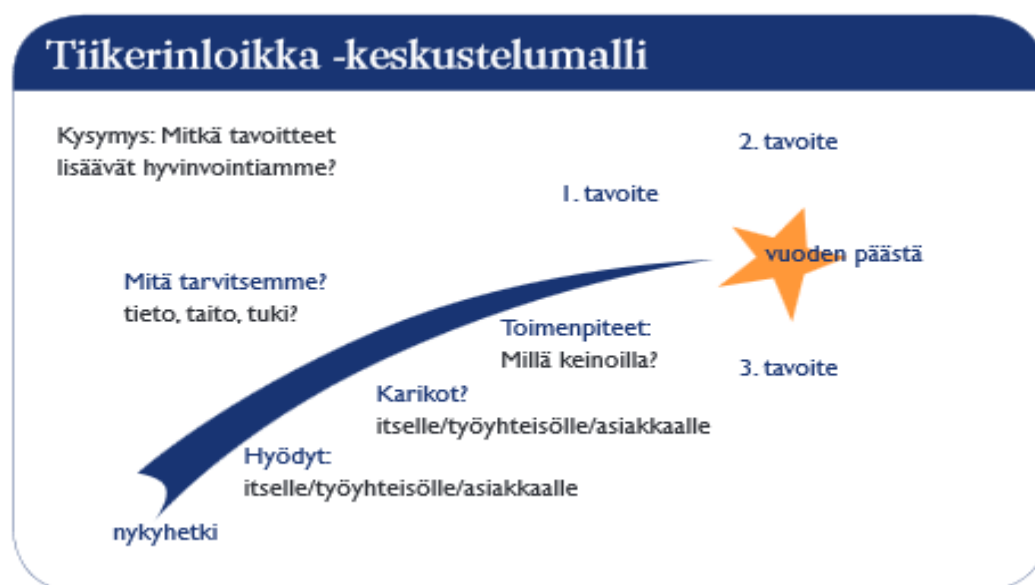 Tiikerinloikka -keskustelumalli
Kysymys: Mitkä tavoitteet
lisäävät hyvinvointiamme?
2. tavoite
1. tavoite
vuoden päästä
Mitä tarvitsemme?
tieto, taito, tuki?
Toimenpiteet:
Millä keinoilla?
3. tavoite
Karikot?
itselle/työyhteisölle/asiakkaalle
Hyödyt:
itselle/työyhteisölle/asiakkaalle
nykyhetki